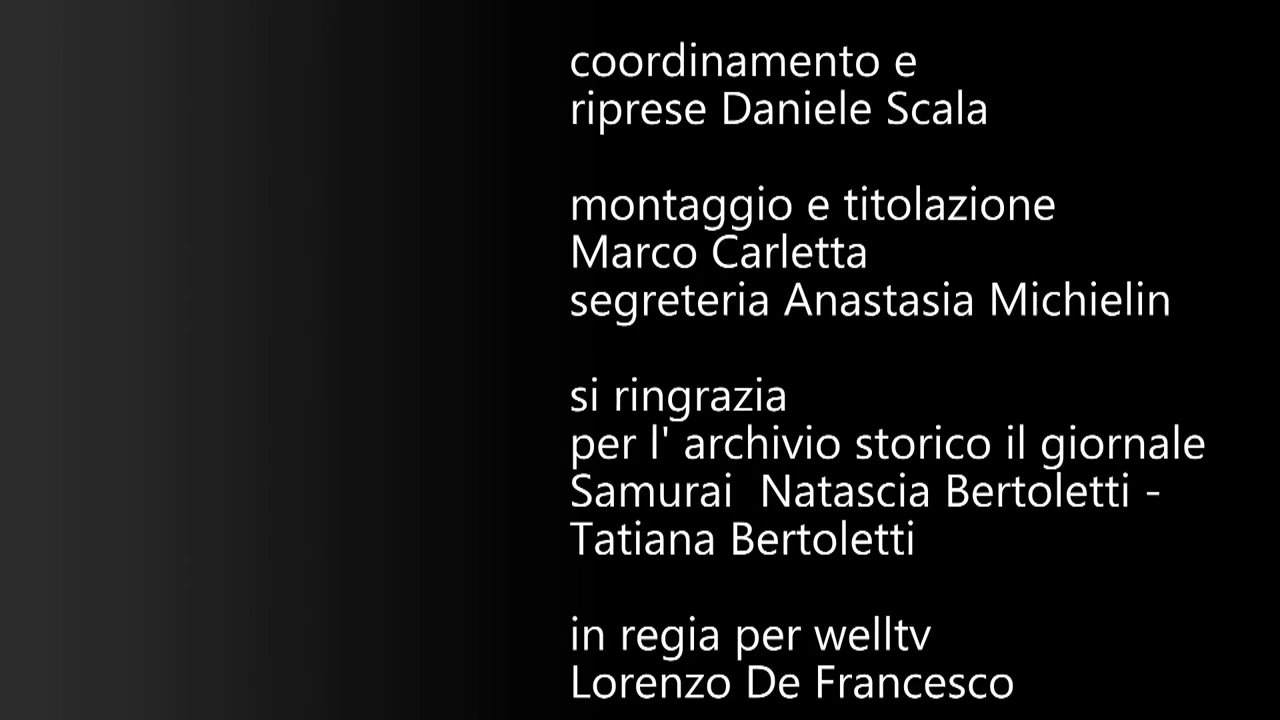 coordinamento e
riprese Daniele Scala
montaggio e titolazione
Marco Carletta
segreteria Anastasia Michielin
si ringrazia
per l' archivio storico il giornale
Samurai  Natascia Bertoletti -
Tatiana Bertoletti
in regia per welltv
Lorenzo De Francesco